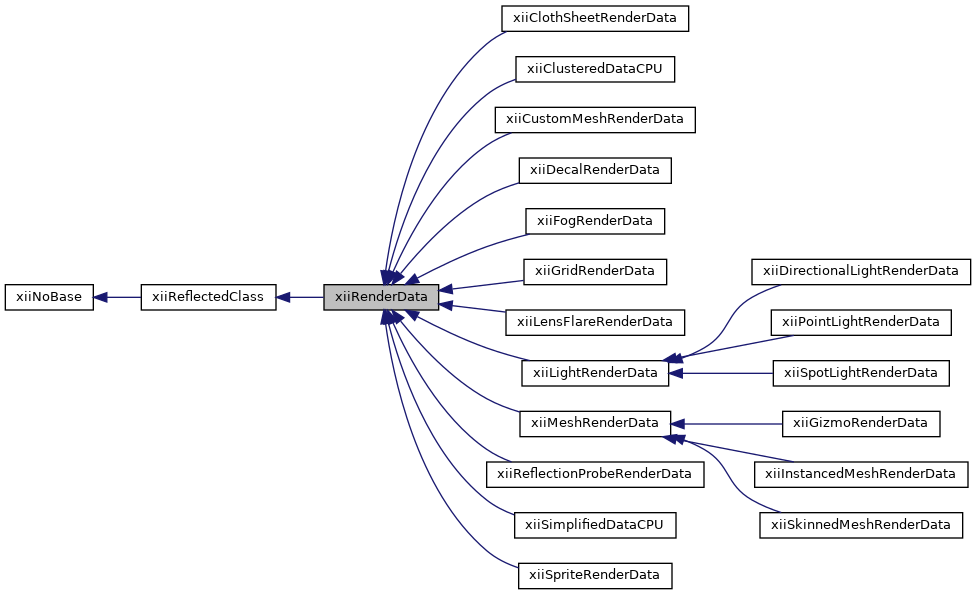 xiiClothSheetRenderData
xiiClusteredDataCPU
xiiCustomMeshRenderData
xiiDecalRenderData
xiiFogRenderData
xiiGridRenderData
xiiDirectionalLightRenderData
xiiNoBase
xiiReflectedClass
xiiRenderData
xiiLensFlareRenderData
xiiPointLightRenderData
xiiLightRenderData
xiiSpotLightRenderData
xiiMeshRenderData
xiiGizmoRenderData
xiiReflectionProbeRenderData
xiiInstancedMeshRenderData
xiiSimplifiedDataCPU
xiiSkinnedMeshRenderData
xiiSpriteRenderData